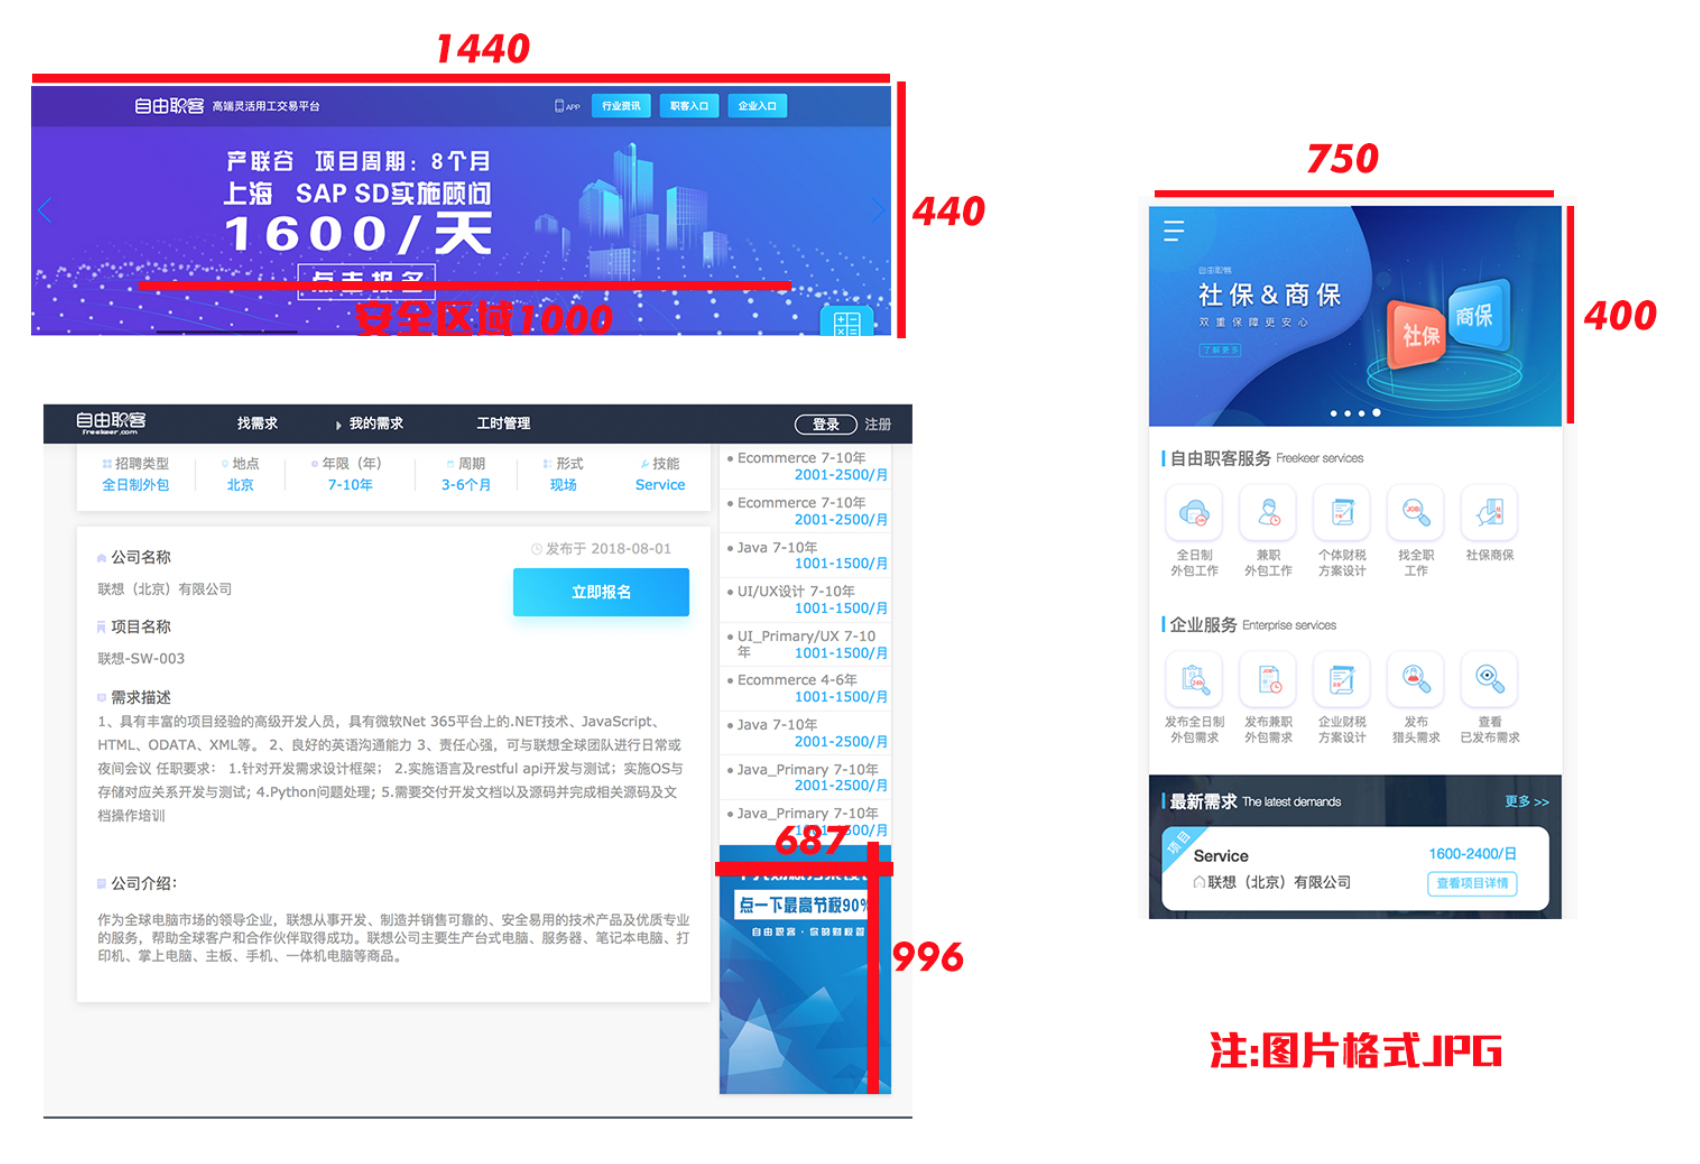 1440
自由职客 高端灵活用工交易平台
APP 行业资讯 职客入口 企业入口
产联谷 项目周期：8个月
上海 SAP SD实施顾问
1600/天
点击报名
安全区域1000
440
自由职客
freekeer.com
找需求 我的需求 工时管理 登录 注册
招聘类型 地点 年限（年） 周期 形式 技能
全日制外包 北京 7-10年 3-6个月 现场 Service
公司名称
发布于 2018-08-01
联想（北京）有限公司
立即报名
项目名称
联想-SW-003
需求描述
1、具有丰富的项目经验的高级开发人员，具有微软Net 365平台上的.NET技术、JavaScript、
HTML、ODATA、XML等。 2、良好的英语沟通能力 3、责任心强，可与联想全球团队进行日常或
夜间会议 任职要求： 1.针对开发需求设计框架； 2.实施语言及restful api开发与测试；实施OS与
存储对应关系开发与测试；4.Python问题处理；5.需要交付开发文档以及源码并完成相关源码及文
档操作培训
公司介绍：
作为全球电脑市场的领导企业，联想从事开发、制造并销售可靠的、安全易用的技术产品及优质专业
的服务，帮助全球客户和合作伙伴取得成功。联想公司主要生产台式电脑、服务器、笔记本电脑、打
印机、掌上电脑、主板、手机、一体机电脑等商品。
Ecommerce 7-10年
2001-2500/月
Ecommerce 7-10年
2001-2500/月
Java 7-10年
1001-1500/月
UI/UX设计 7-10年
1001-1500/月
UI_Primary/UX 7-10
年 1001-1500/月
Ecommerce 4-6年
1001-1500/月
Java 7-10年
2001-2500/月
Java_Primary 7-10年
2001-2500/月
Java_Primary 7-10年
687
点一下最高节税90%
自由职客·你的财税管
996
750
自由职客
社保&商保
双重保障更安心
了解更多
社保 商保
400
自由职客服务 Freekeer services
全日制
外包工作
兼职
外包工作
个体财税
方案设计
找全职
工作
社保商保
企业服务 Enterprise services
发布全日制
外包需求
发布兼职
外包需求
企业财税
方案设计
发布
猎头需求
查看
已发布需求
最新需求 The latest demands 更多 >>
项目
Service 1600-2400/日
联想（北京）有限公司 查看项目详情
注:图片格式JPG